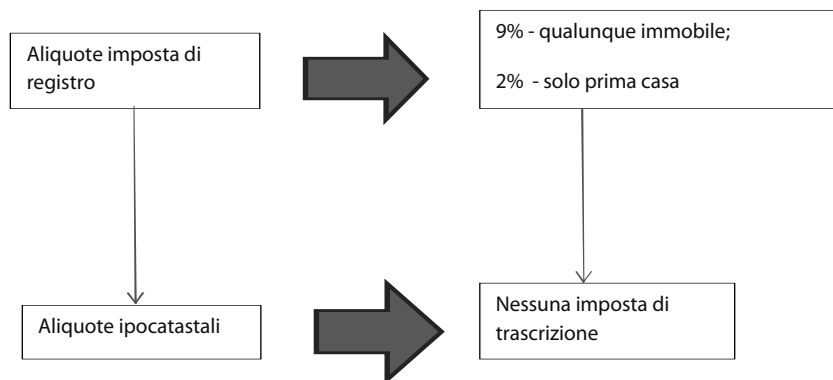 Aliquote imposta di
registro
9% - qualunque immobile;
2%  - solo prima casa
Aliquote ipocatastali
Nessuna imposta di
trascrizione